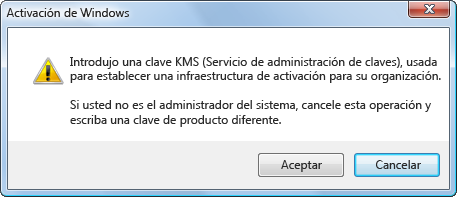 Activación de Windows
Introdujo una clave KMS (Servicio de administración de claves), usada
para establecer una infraestructura de activación para su organización.
Si usted no es el administrador del sistema, cancele esta operación y
escriba una clave de producto diferente.
Aceptar
Cancelar